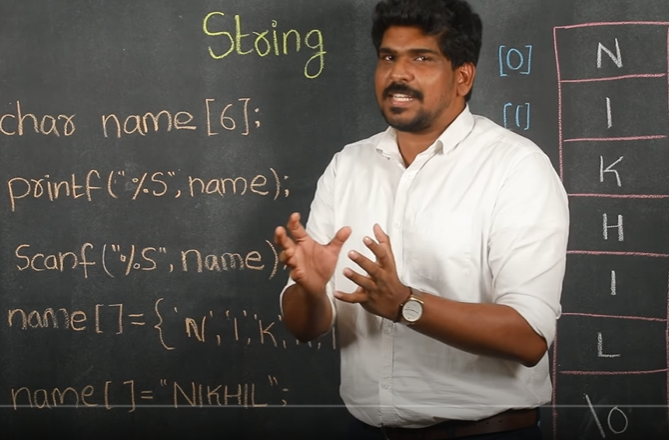 String
char name[6];
printf("%s",name);
Scanf("%s",name)
name[]={'N','I','K',
name[]="NIKHIL";
[0] N
[1] I
K
H
I
L
\0